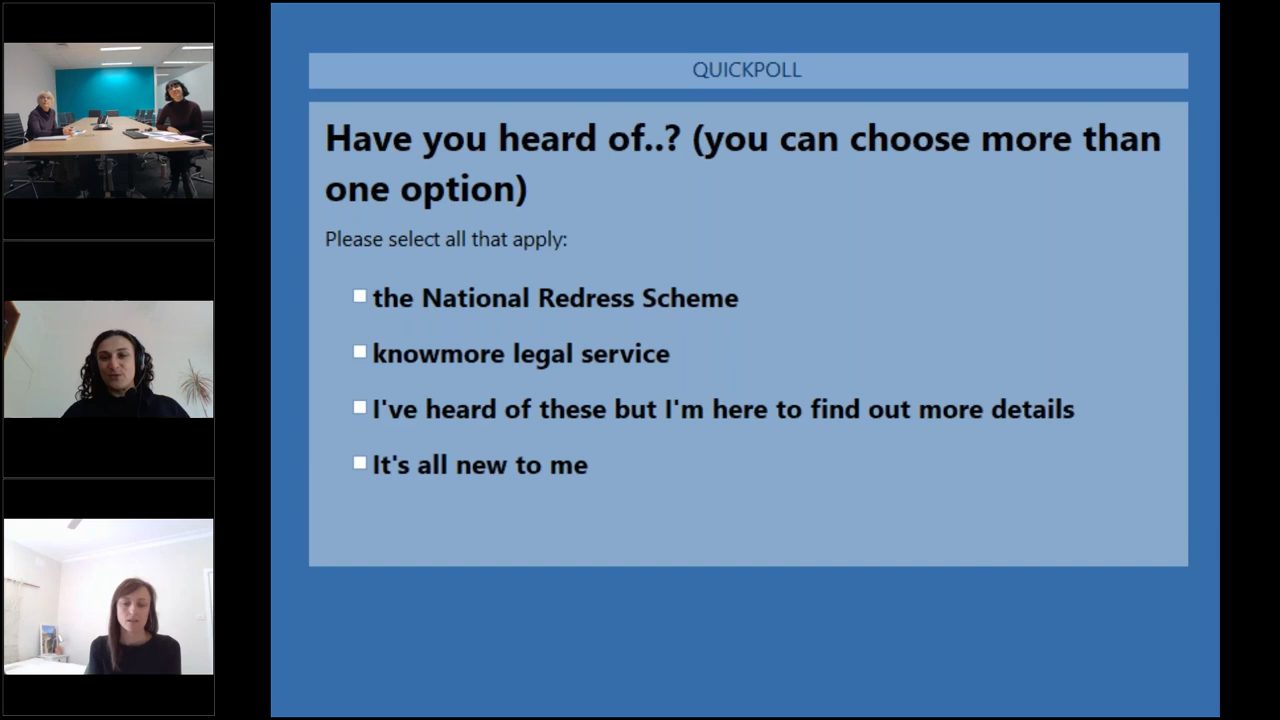 QUICKPOLL
Have you heard of..? (you can choose more than
one option)
Please select all that apply:
the National Redress Scheme
knowmore legal service
I've heard of these but I'm here to find out more details
It's all new to me